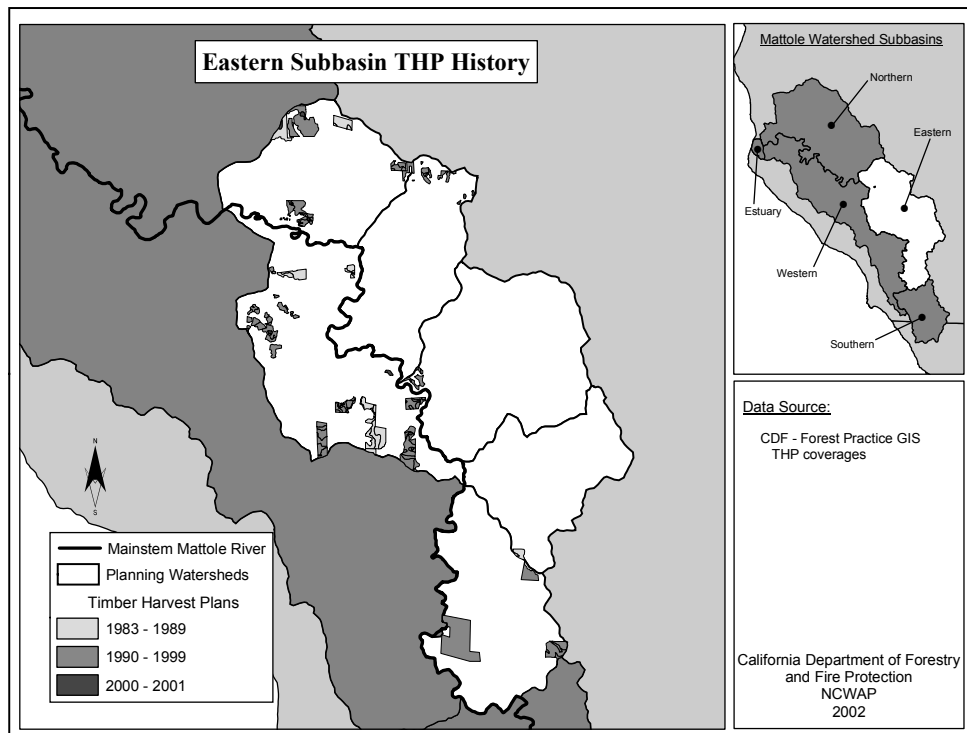 Eastern Subbasin THP History
N
S
Mainstem Mattole River
Planning Watersheds
Timber Harvest Plans
1983 - 1989
1990 - 1999
2000 - 2001
Mattole Watershed Subbasins
Northern
Eastern
Estuary
Western
Southern
Data Source:
CDF - Forest Practice GIS
THP coverages
California Department of Forestry
and Fire Protection
NCWAP
2002